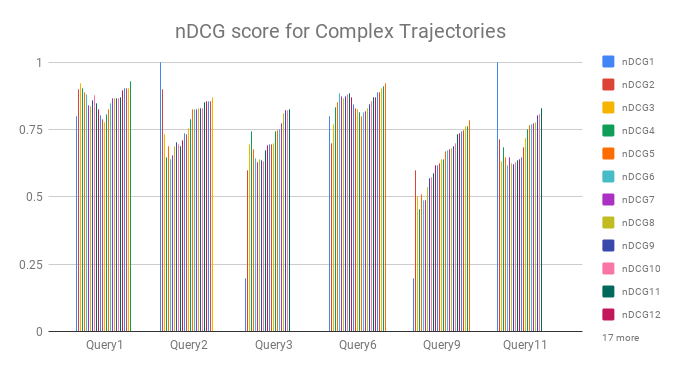 nDCG score for Complex Trajectories
1
0.75
0.5
0.25
0
Query1
Query2
Query3
Query6
Query9
Query11
nDCG1
nDCG2
nDCG3
nDCG4
nDCG5
nDCG6
nDCG7
nDCG8
nDCG9
nDCG10
nDCG11
nDCG12
17 more